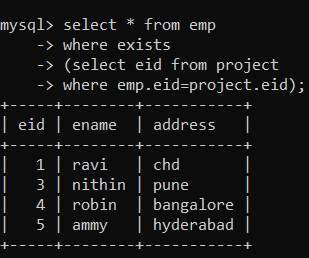 mysql> select * from emp
    -> where exists
    -> (select eid from project
    -> where emp.eid=project.eid);
+-----+--------+-----------+
| eid | ename  | address   |
+-----+--------+-----------+
|   1 | ravi   | chd       |
|   3 | nithin | pune      |
|   4 | robin  | bangalore |
|   5 | ammy   | hyderabad |
+-----+--------+-----------+